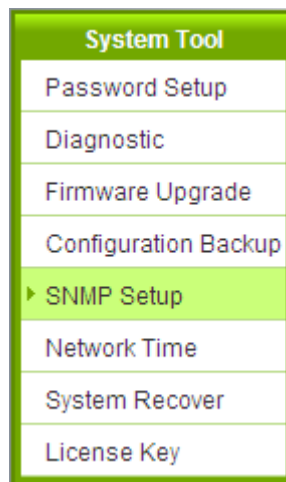 System Tool
Password Setup
Diagnostic
Firmware Upgrade
Configuration Backup
SNMP Setup
Network Time
System Recover
License Key